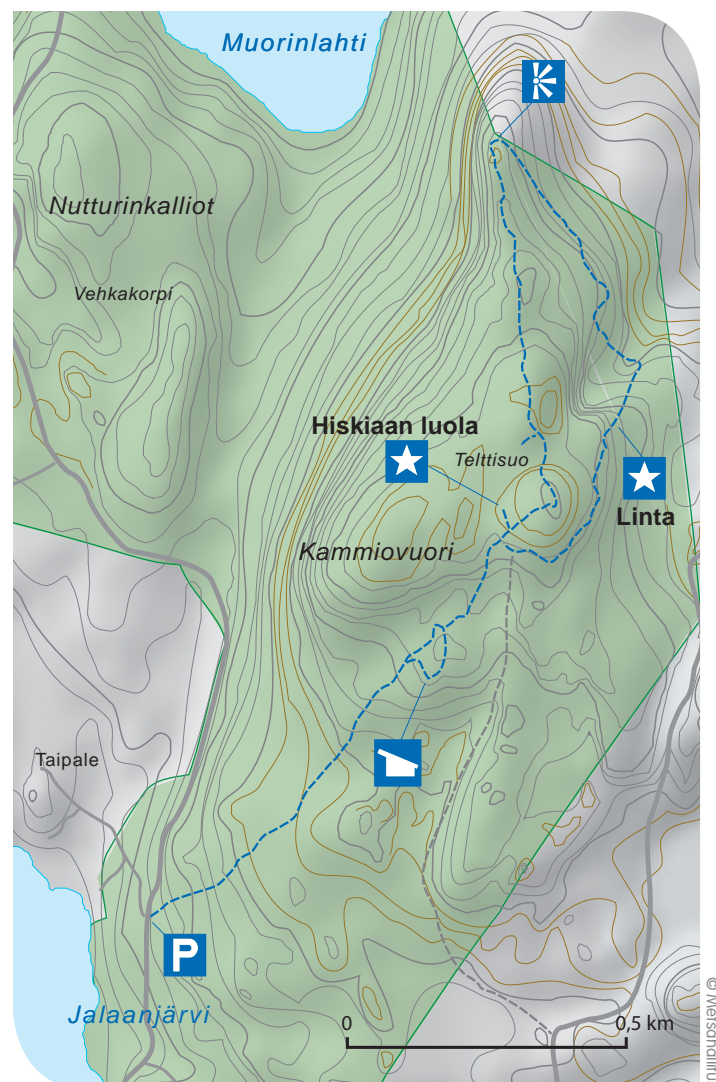 Muorinlahti
Nutturinkalliot
Vehkakorpi
Hiskiaan luola
Telttisuo
Linta
Kammiovuori
Taipale
P
Jalaanjärvi
0
0,5 km
© Metsähallitus